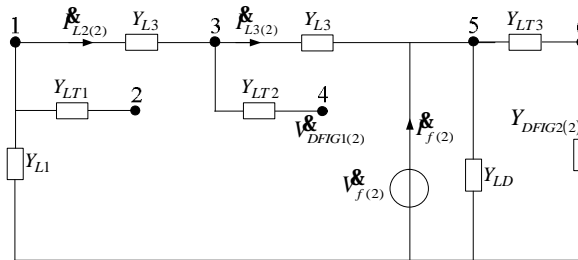 1
I&L2(2)
YL3
3
I&L3(2)
YL3
5
YLT3
YLT1
2
YLT2
4
V&DFIG1(2)
I&f(2)
YDFIG2(2)
YL1
V&f(2)
YLD